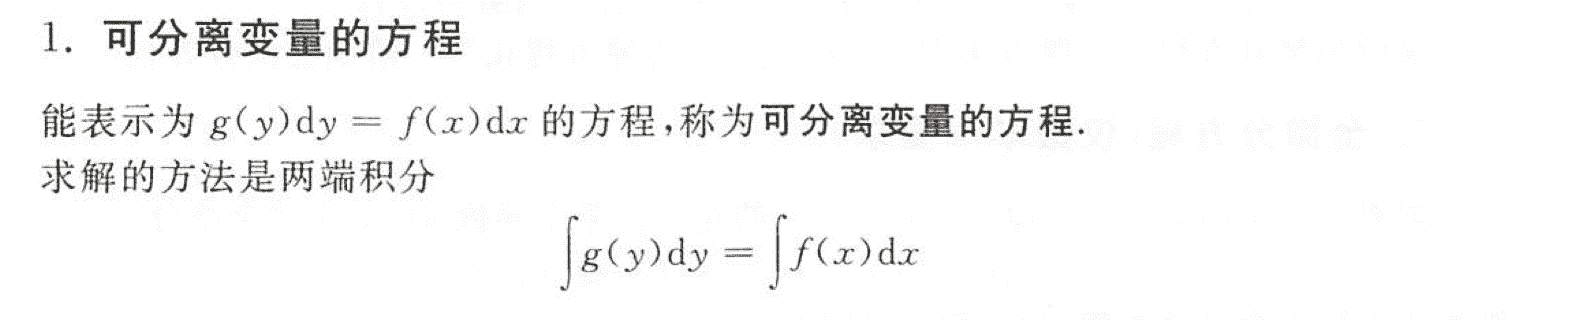 1. 可分离变量的方程
能表示为 g(y)dy = f(x)dx 的方程,称为可分离变量的方程.
求解的方法是两端积分
∫g(y)dy = ∫f(x)dx